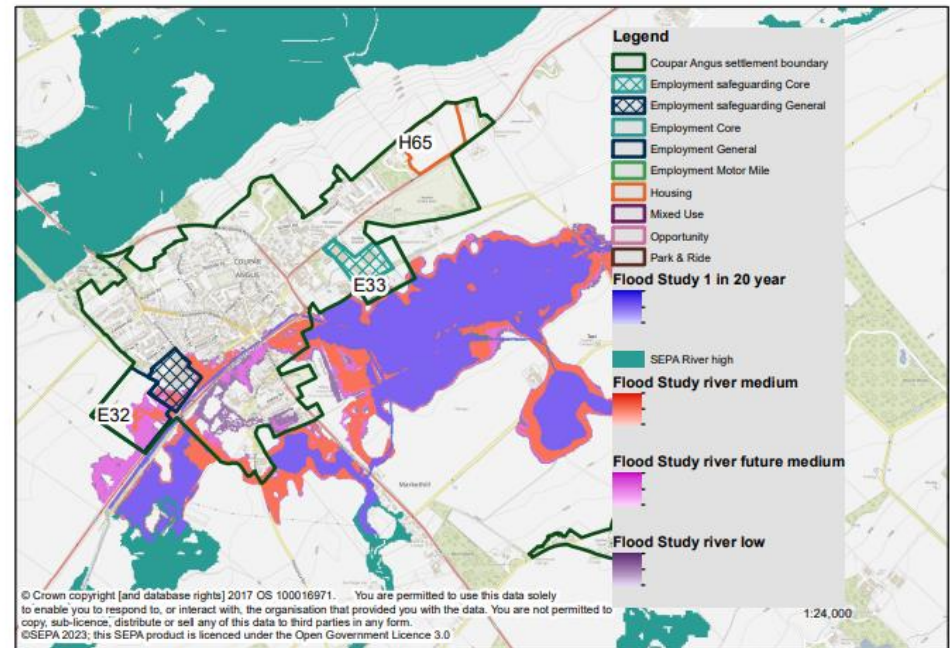 Legend
Coupar Angus settlement boundary
Employment safeguarding Core
Employment safeguarding General
Employment Core
Employment General
Employment Motor Mile
Housing
Mixed Use
Opportunity
Park & Ride
Flood Study 1 in 20 year
SEPA River high
Flood Study river medium
Flood Study river future medium
Flood Study river low
H65
COUPAR
ANGUS
E33
E32
Markethill
1:24,000
© Crown copyright [and database rights] 2017 OS 100016971. You are permitted to use this data solely
to enable you to respond to, or interact with, the organisation that provided you with the data. You are not permitted to
copy, sub-licence, distribute or sell any of this data to third parties in any form.
©SEPA 2023; this SEPA product is licenced under the Open Government Licence 3.0